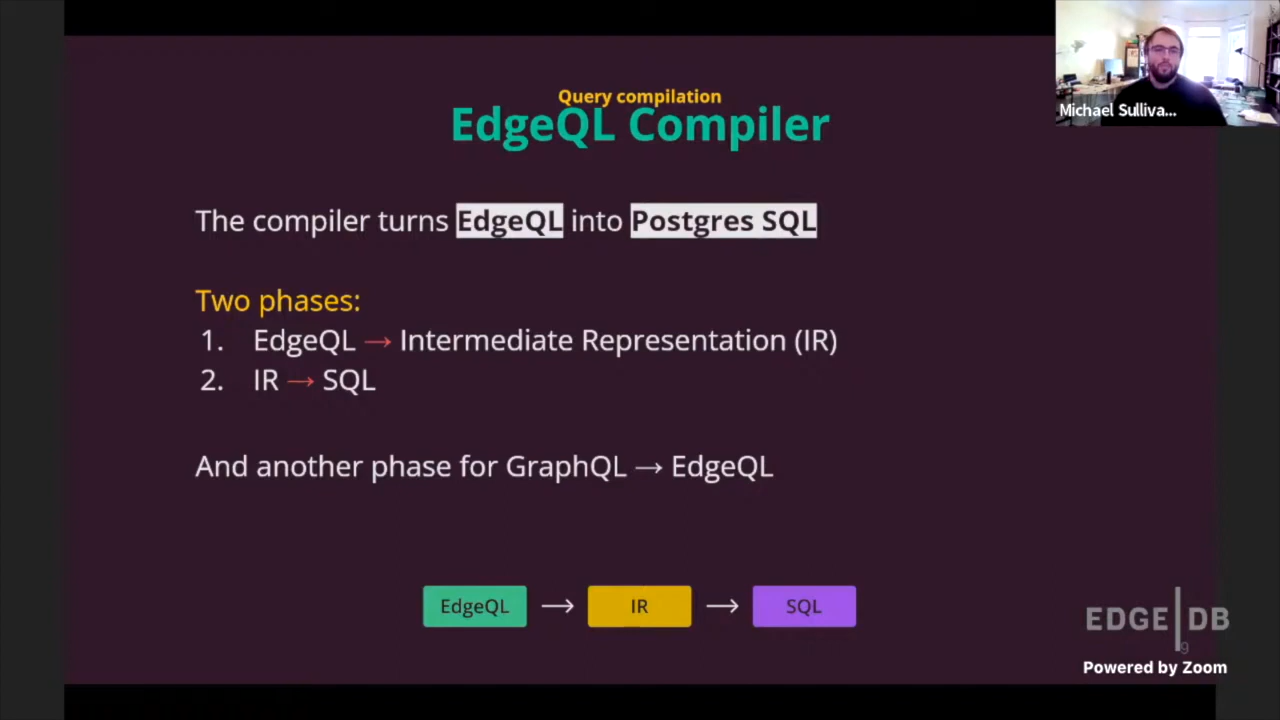 Query compilation
EdgeQL Compiler
Michael Sulliva...
The compiler turns EdgeQL into Postgres SQL
Two phases:
1. EdgeQL → Intermediate Representation (IR)
2. IR → SQL
And another phase for GraphQL → EdgeQL
EdgeQL → IR → SQL
EDGE|DB
9
Powered by Zoom